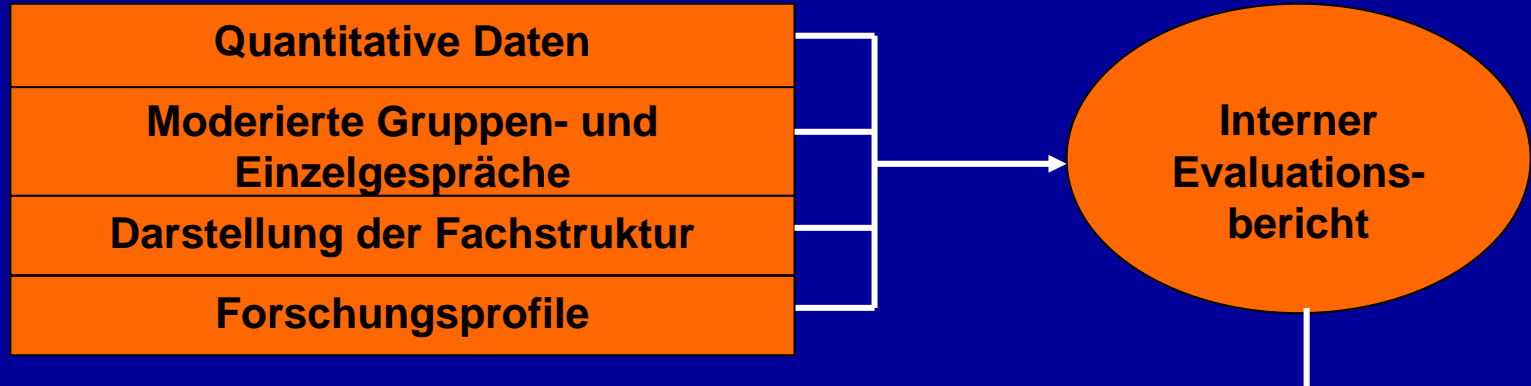 Quantitative Daten
Moderierte Gruppen- und
Einzelgespräche
Darstellung der Fachstruktur
Forschungsprofile
Interner
Evaluations-
bericht